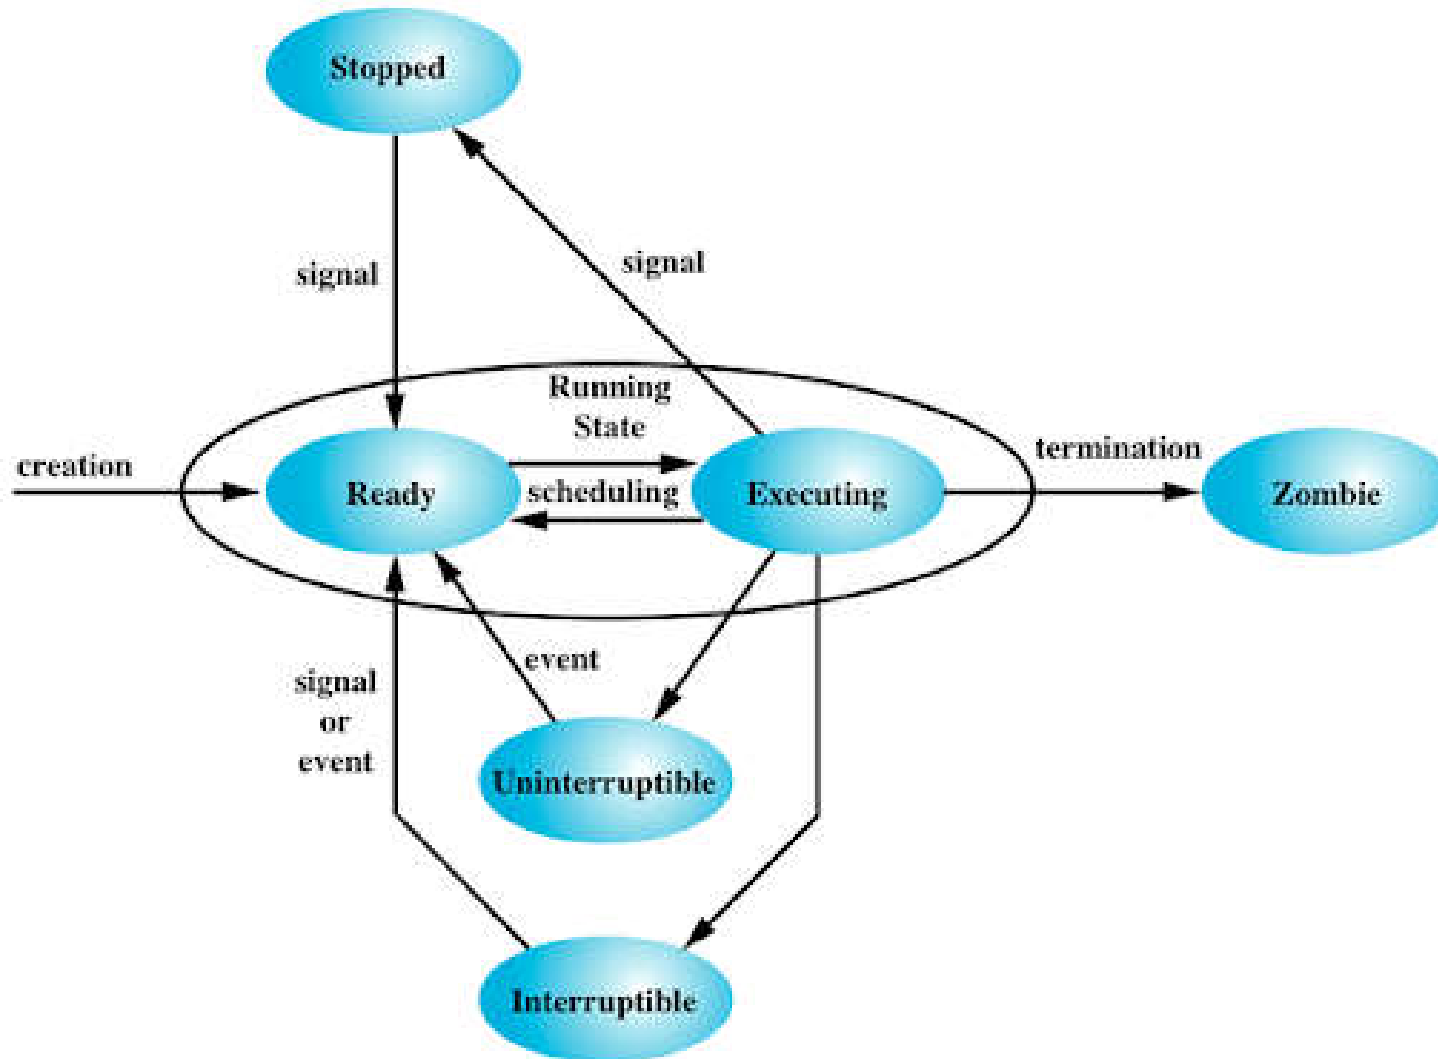 Stopped
signal
signal
Running
State
creation
Ready
scheduling
Executing
termination
Zombie
event
signal
or
event
Uninterruptible
Interruptible